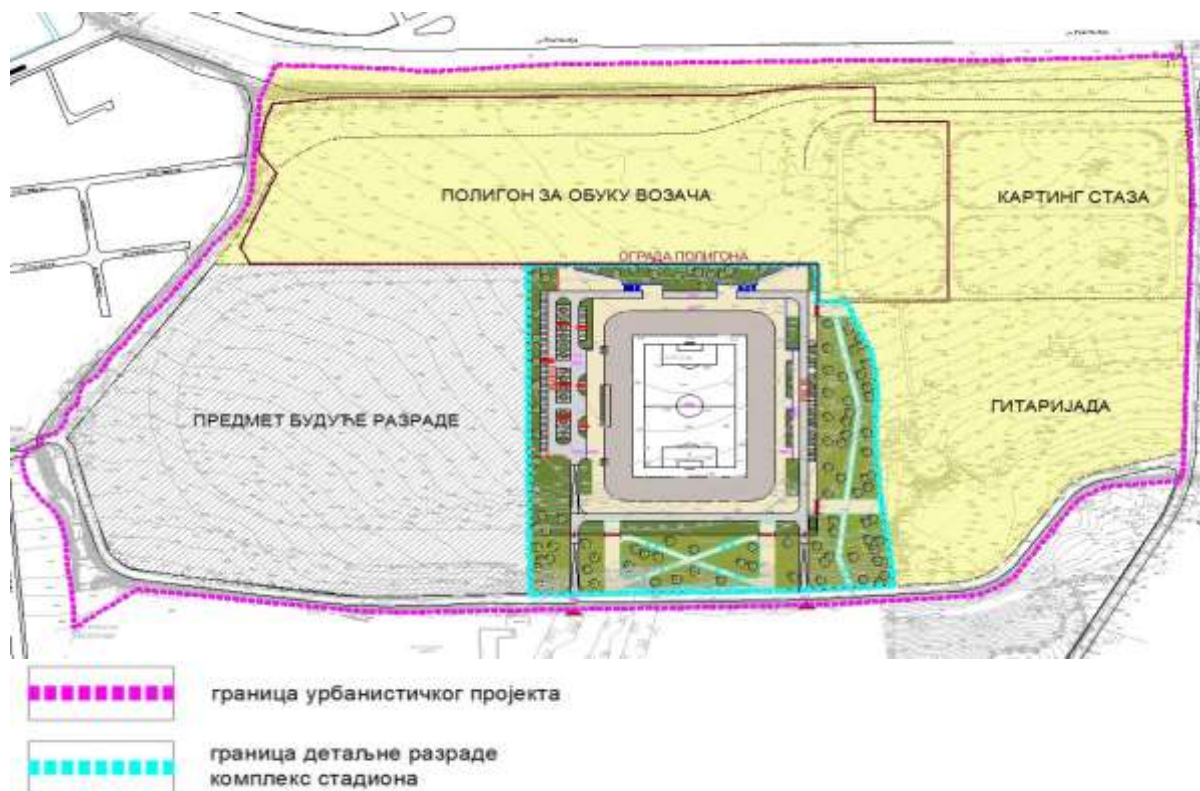 ПОЛИГОН ЗА ОБУКУ ВОЗАЧА
КАРТИНГ СТАЗА
ОГРАДА ПОЛИГОНА
ПРЕДМЕТ БУДУЋЕ РАЗРАДЕ
ГИТАРИЈАДА
граница урбанистичког пројекта
граница детаљне разраде
комплекс стадиона